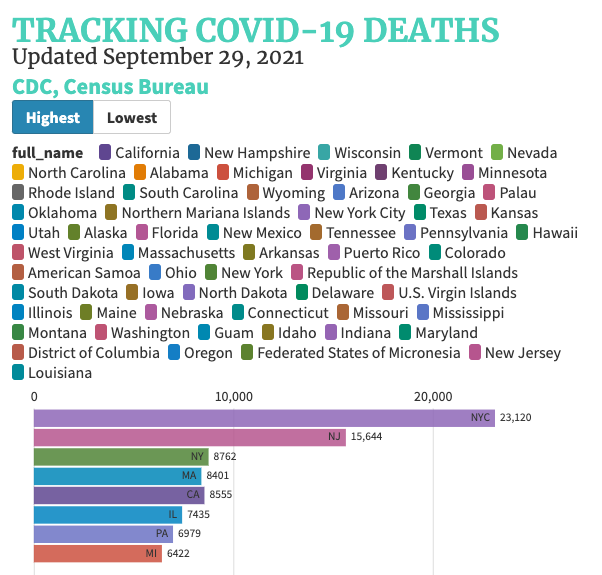 TRACKING COVID-19 DEATHS
Updated September 29, 2021
CDC, Census Bureau
Highest Lowest
full_name California New Hampshire Wisconsin Vermont Nevada
North Carolina Alabama Michigan Virginia Kentucky Minnesota
Rhode Island South Carolina Wyoming Arizona Georgia Palau
Oklahoma Northern Mariana Islands New York City Texas Kansas
Utah Alaska Florida New Mexico Tennessee Pennsylvania Hawaii
West Virginia Massachusetts Arkansas Puerto Rico Colorado
American Samoa Ohio New York Republic of the Marshall Islands
South Dakota Iowa North Dakota Delaware U.S. Virgin Islands
Illinois Maine Nebraska Connecticut Missouri Mississippi
Montana Washington Guam Idaho Indiana Maryland
District of Columbia Oregon Federated States of Micronesia New Jersey
Louisiana
0 10,000 20,000
NYC 23,120
NJ 15,644
NY 8762
MA 8401
CA 8555
IL 7435
PA 6979
MI 6422